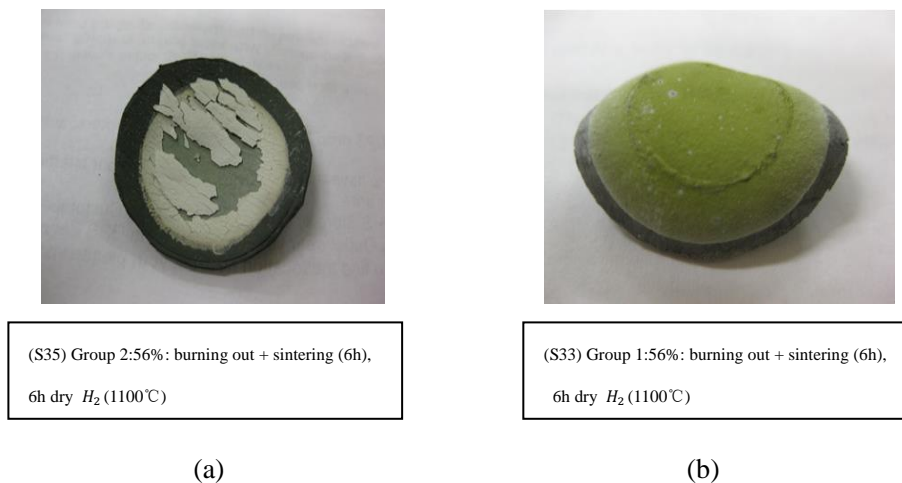 (S35) Group 2:56%: burning out + sintering (6h),
6h dry H₂ (1100℃)
(S33) Group 1:56%: burning out + sintering (6h),
6h dry H₂ (1100℃)
(a)
(b)